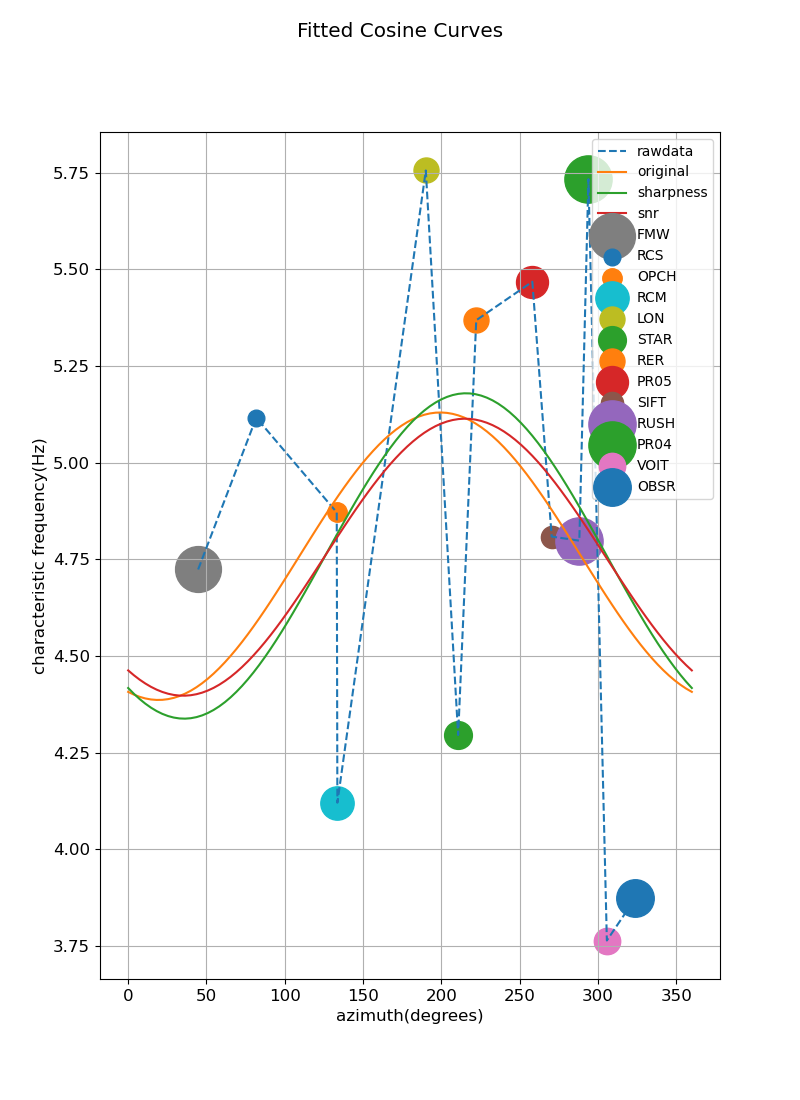 Fitted Cosine Curves
characteristic frequency(Hz)
5.75
5.50
5.25
5.00
4.75
4.50
4.25
4.00
3.75
rawdata
original
sharpness
snr
FMW
RCS
OPCH
RCM
LON
STAR
RER
PR05
SIFT
RUSH
PR04
VOIT
OBSR
0 50 100 150 200 250 300 350
azimuth(degrees)